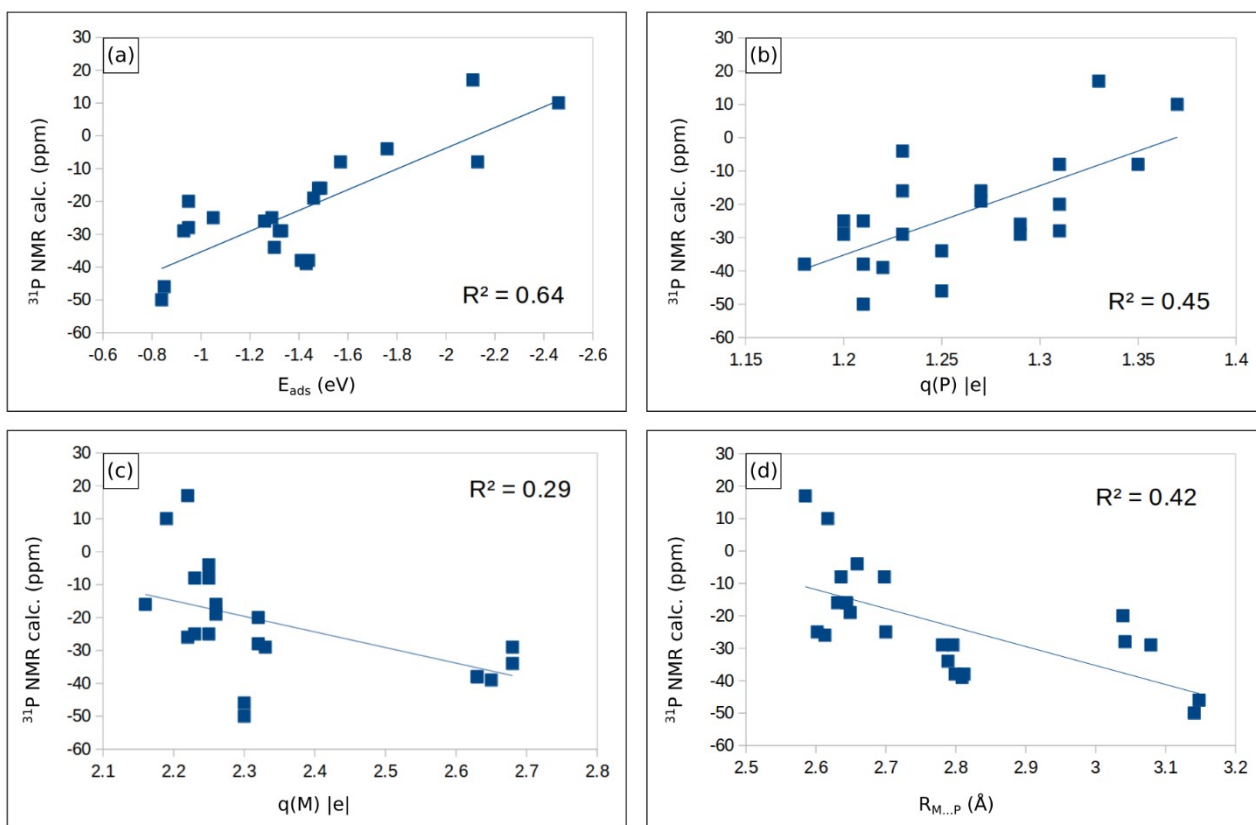 (a)
30
20
10
0
-10
-20
-30
-40
-50
-60
³¹P NMR calc. (ppm)
R² = 0.64
-0.6 -0.8 -1 -1.2 -1.4 -1.6 -1.8 -2 -2.2 -2.4 -2.6
E_ads (eV)
(b)
30
20
10
0
-10
-20
-30
-40
-50
-60
³¹P NMR calc. (ppm)
R² = 0.45
1.15 1.2 1.25 1.3 1.35 1.4
q(P) |e|
(c)
30
20
10
0
-10
-20
-30
-40
-50
-60
³¹P NMR calc. (ppm)
R² = 0.29
2.1 2.2 2.3 2.4 2.5 2.6 2.7 2.8
q(M) |e|
(d)
30
20
10
0
-10
-20
-30
-40
-50
-60
³¹P NMR calc. (ppm)
R² = 0.42
2.5 2.6 2.7 2.8 2.9 3 3.1 3.2
R_M...P (Å)